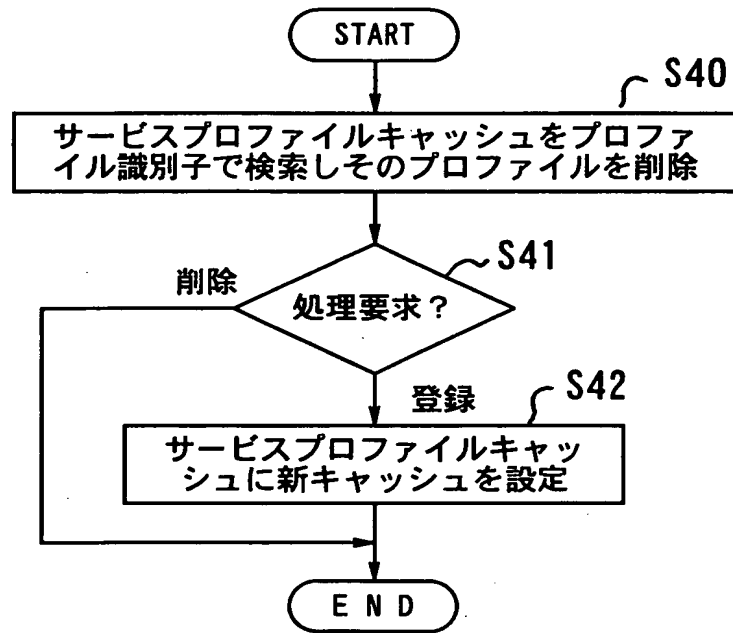 START
S40
サービスプロファイルキャッシュをプロファ
イル識別子で検索しそのプロファイルを削除
S41
削除
処理要求？
登録
S42
サービスプロファイルキャッ
シュに新キャッシュを設定
END